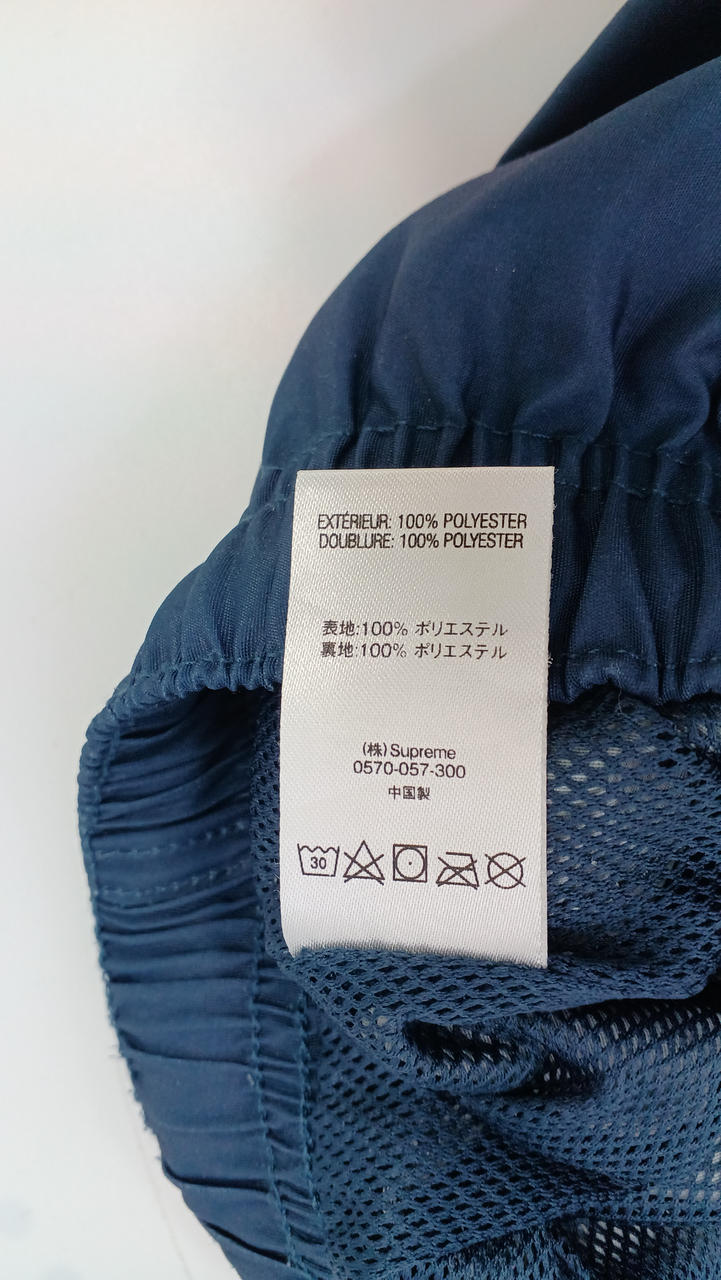 EXTÉRIEUR: 100% POLYESTER
DOUBLURE: 100% POLYESTER
表地:100% ポリエステル
裏地:100% ポリエステル
(株)Supreme
0570-057-300
中国製
30